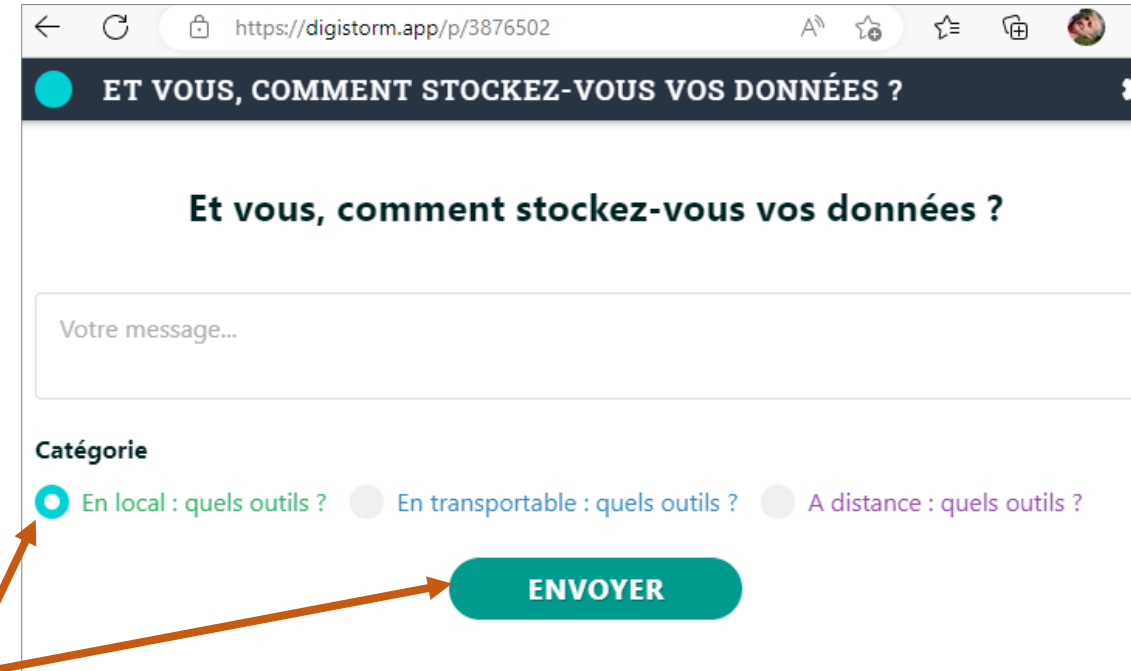 https://digistorm.app/p/3876502
ET VOUS, COMMENT STOCKEZ-VOUS VOS DONNÉES ?
Et vous, comment stockez-vous vos données ?
Votre message...
Catégorie
En local : quels outils ? En transportable : quels outils ? A distance : quels outils ?
ENVOYER